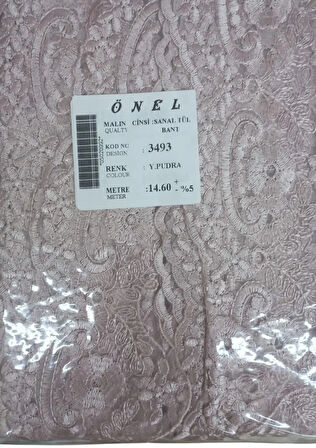 Ö N E L
MALIN CİNSİ :SANAL TÜL
QUALTY BANT
KOD NO : 3493
DESIGN
RENK : Y.PUDRA
COLOUR
METRE : 14.60 + - %5
METER